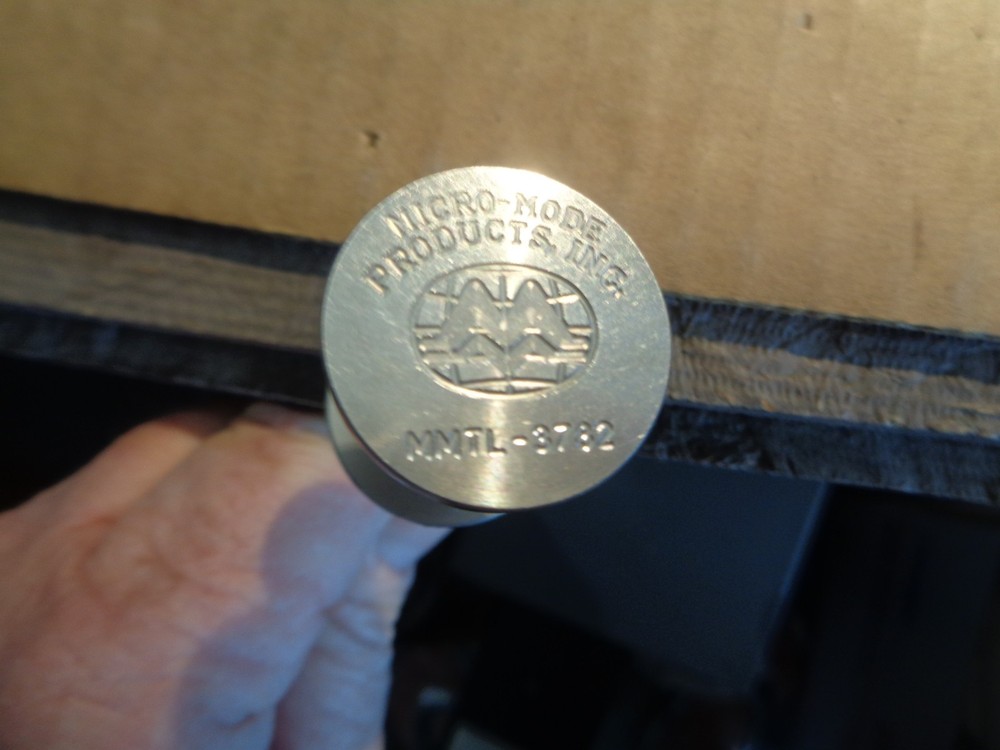 MICRO-MODE
PRODUCTS, INC.
MMTL-3782